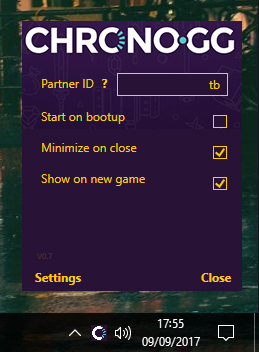 CHRONO.GG
Partner ID ? tb
Start on bootup
Minimize on close
Show on new game
V0.7
Settings Close
17:55
09/09/2017